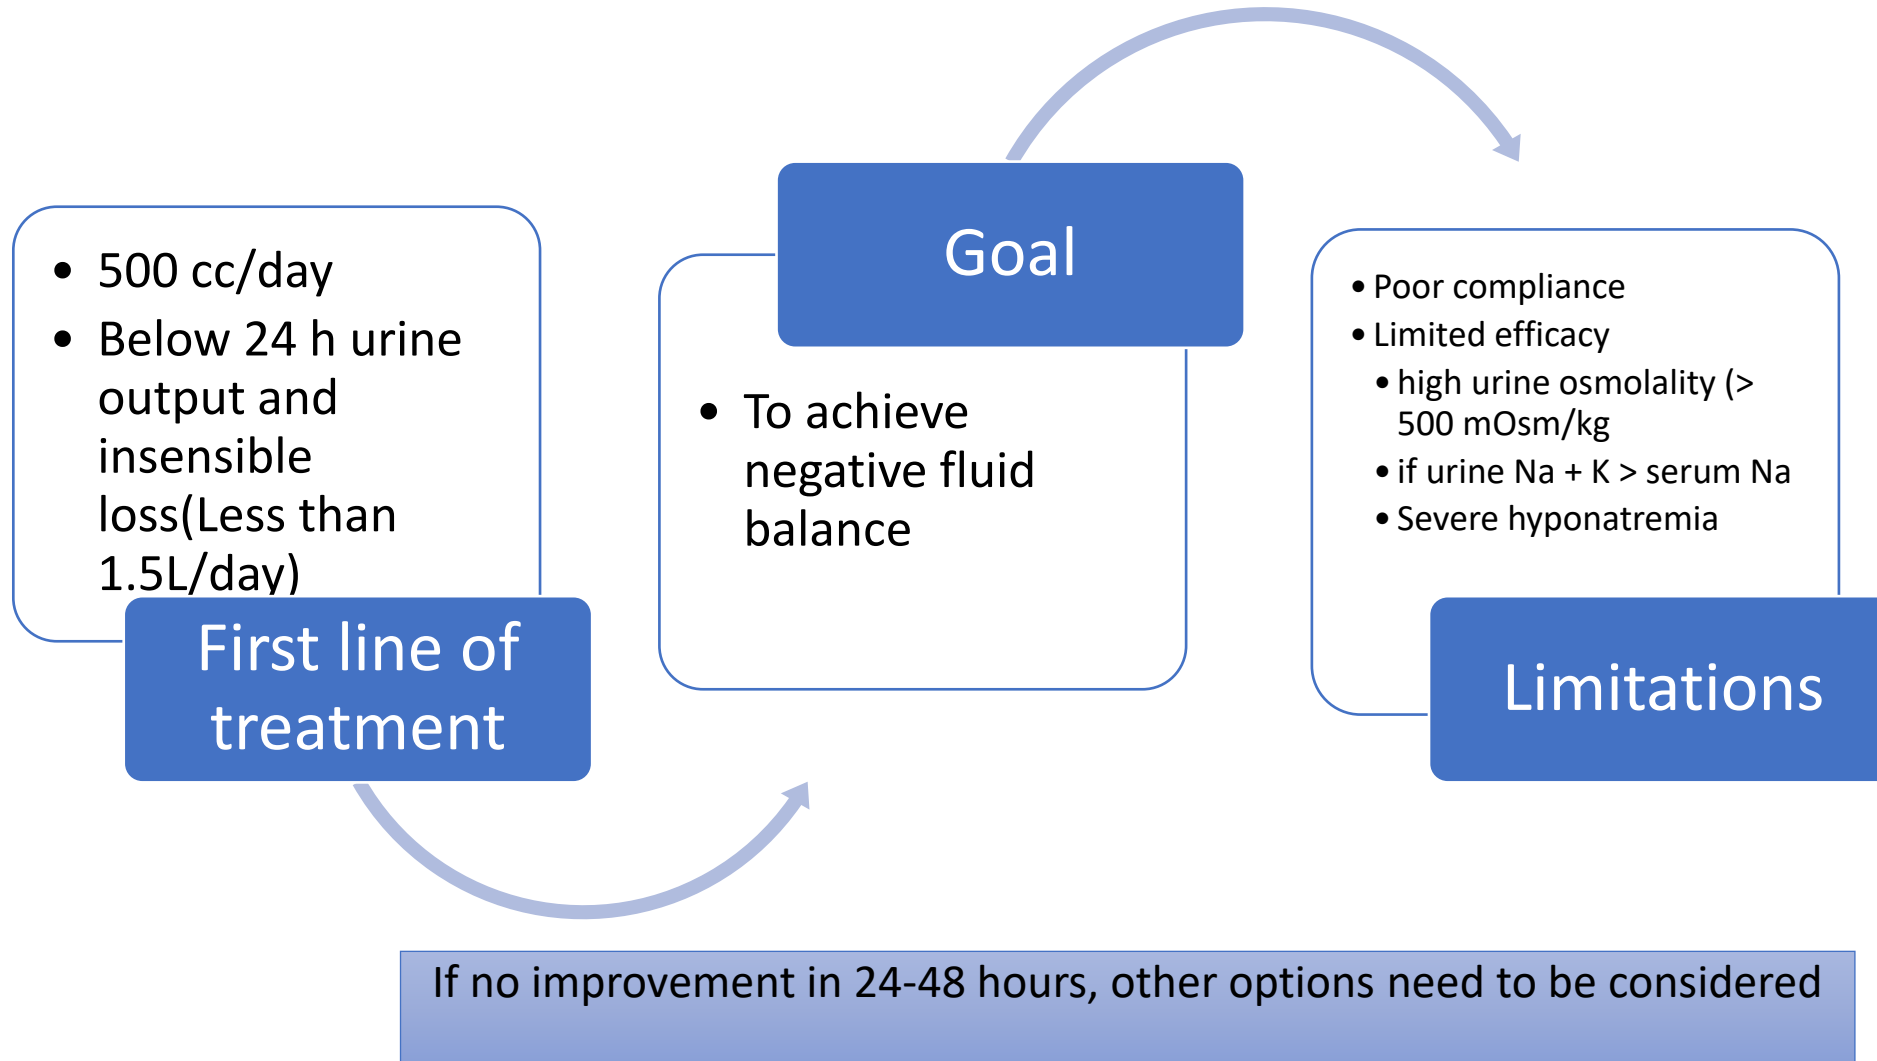 • 500 cc/day
• Below 24 h urine
output and
insensible
loss(Less than
1.5L/day)
First line of
treatment
Goal
• To achieve
negative fluid
balance
• Poor compliance
• Limited efficacy
• high urine osmolality (>
500 mOsm/kg
• if urine Na + K > serum Na
• Severe hyponatremia
Limitations
If no improvement in 24-48 hours, other options need to be considered